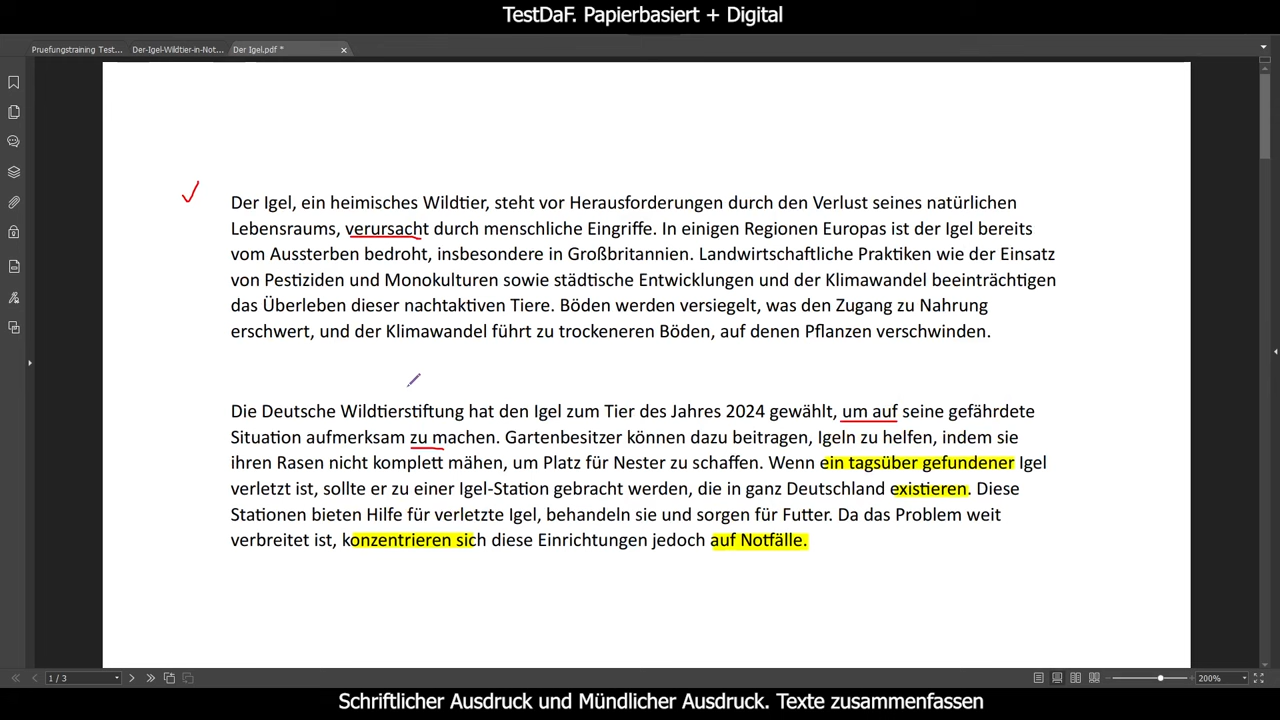 TestDaF. Papierbasiert + Digital
Pruefungstraining Test... Der-Igel-Wildtier-in-Not... Der Igel.pdf *
Der Igel, ein heimisches Wildtier, steht vor Herausforderungen durch den Verlust seines natürlichen
Lebensraums, verursacht durch menschliche Eingriffe. In einigen Regionen Europas ist der Igel bereits
vom Aussterben bedroht, insbesondere in Großbritannien. Landwirtschaftliche Praktiken wie der Einsatz
von Pestiziden und Monokulturen sowie städtische Entwicklungen und der Klimawandel beeinträchtigen
das Überleben dieser nachtaktiven Tiere. Böden werden versiegelt, was den Zugang zu Nahrung
erschwert, und der Klimawandel führt zu trockeneren Böden, auf denen Pflanzen verschwinden.
Die Deutsche Wildtierstiftung hat den Igel zum Tier des Jahres 2024 gewählt, um auf seine gefährdete
Situation aufmerksam zu machen. Gartenbesitzer können dazu beitragen, Igeln zu helfen, indem sie
ihren Rasen nicht komplett mähen, um Platz für Nester zu schaffen. Wenn ein tagsüber gefundener Igel
verletzt ist, sollte er zu einer Igel-Station gebracht werden, die in ganz Deutschland existieren. Diese
Stationen bieten Hilfe für verletzte Igel, behandeln sie und sorgen für Futter. Da das Problem weit
verbreitet ist, konzentrieren sich diese Einrichtungen jedoch auf Notfälle.
1 / 3
200%
Schriftlicher Ausdruck und Mündlicher Ausdruck. Texte zusammenfassen